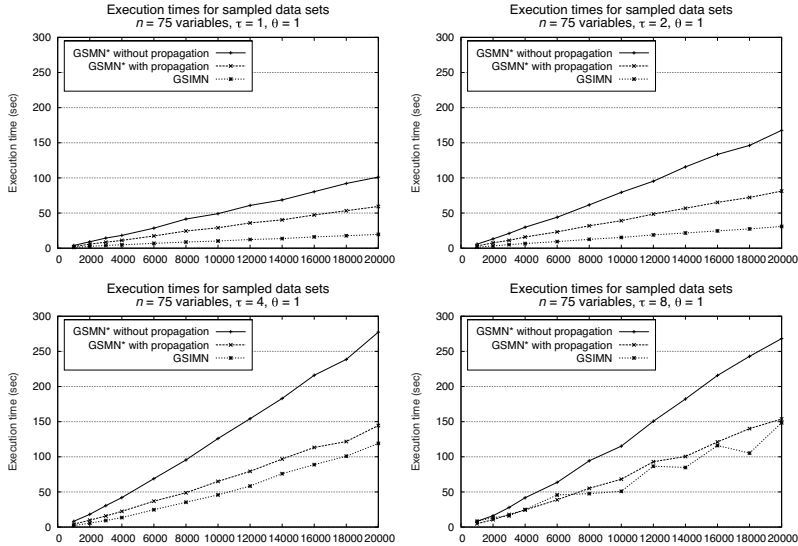 Execution times for sampled data sets
n = 75 variables, τ = 1, θ = 1
GSMN* without propagation
GSMN* with propagation
GSIMN
Execution time (sec)
300
250
200
150
100
50
0
0 2000 4000 6000 8000 10000 12000 14000 16000 18000 20000
Execution times for sampled data sets
n = 75 variables, τ = 2, θ = 1
GSMN* without propagation
GSMN* with propagation
GSIMN
Execution time (sec)
300
250
200
150
100
50
0
0 2000 4000 6000 8000 10000 12000 14000 16000 18000 20000
Execution times for sampled data sets
n = 75 variables, τ = 4, θ = 1
GSMN* without propagation
GSMN* with propagation
GSIMN
Execution time (sec)
300
250
200
150
100
50
0
0 2000 4000 6000 8000 10000 12000 14000 16000 18000 20000
Execution times for sampled data sets
n = 75 variables, τ = 8, θ = 1
GSMN* without propagation
GSMN* with propagation
GSIMN
Execution time (sec)
300
250
200
150
100
50
0
0 2000 4000 6000 8000 10000 12000 14000 16000 18000 20000